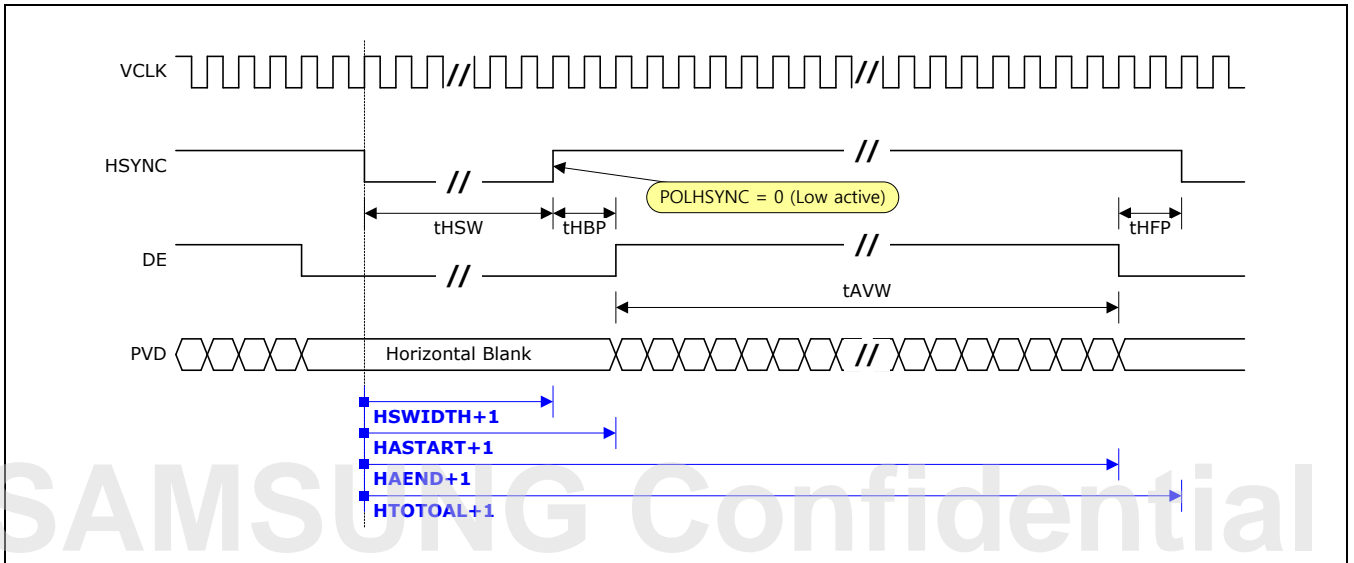 VCLK
//
//
HSYNC
//
//
POLHSYNC = 0 (Low active)
tHSW
tHBP
tHFP
DE
//
//
tAVW
PVD
Horizontal Blank
//
HSWIDTH+1
HASTART+1
HAEND+1
HTOTOAL+1
SAMSUNG Confidential